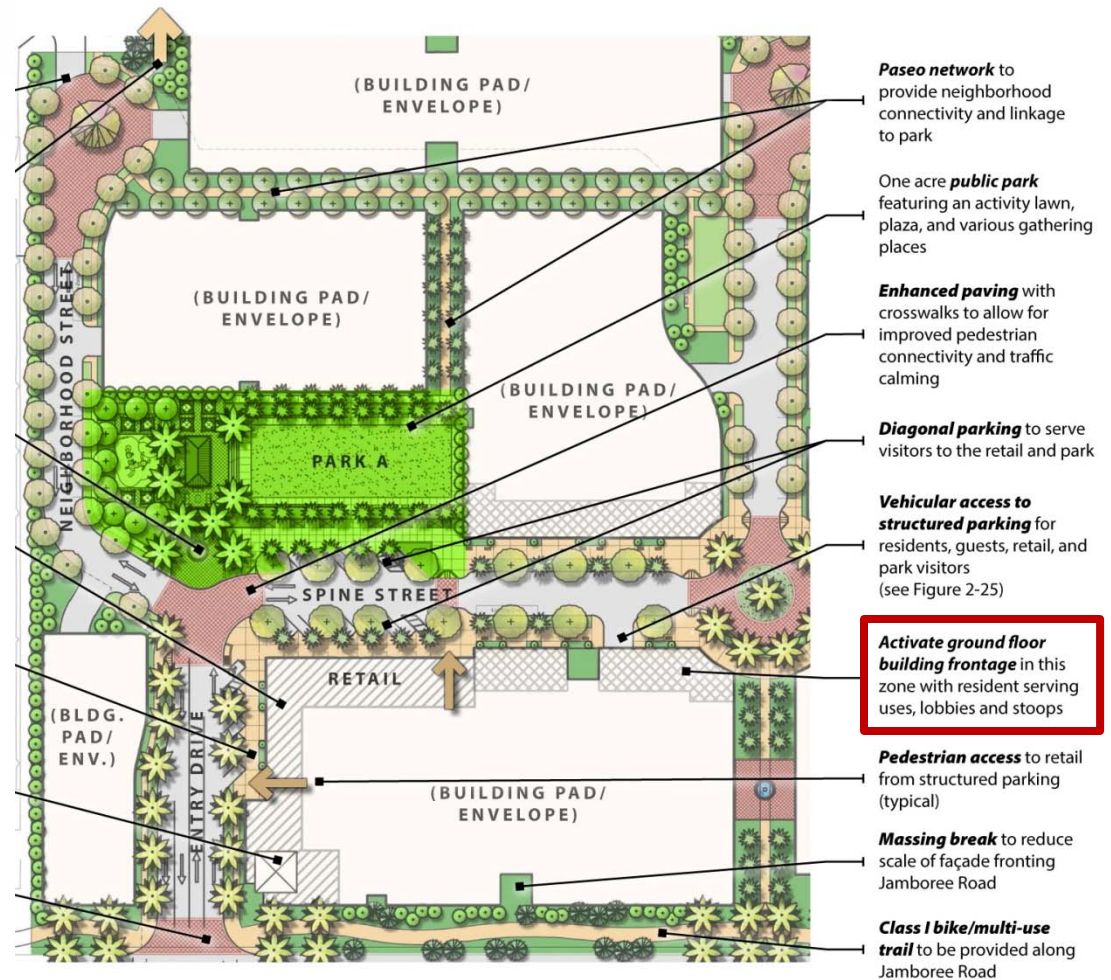 (BUILDING PAD/
ENVELOPE)
(BUILDING PAD/
ENVELOPE)
(BUILDING PAD/
ENVELOPE)
NEIGHBORHOOD STREET
PARK A
SPINE STREET
RETAIL
(BLDG.
PAD/
ENV.)
ENTRY DRIVE
(BUILDING PAD/
ENVELOPE)
Paseo network to
provide neighborhood
connectivity and linkage
to park
One acre public park
featuring an activity lawn,
plaza, and various gathering
places
Enhanced paving with
crosswalks to allow for
improved pedestrian
connectivity and traffic
calming
Diagonal parking to serve
visitors to the retail and park
Vehicular access to
structured parking for
residents, guests, retail, and
park visitors
(see Figure 2-25)
Activate ground floor
building frontage in this
zone with resident serving
uses, lobbies and stoops
Pedestrian access to retail
from structured parking
(typical)
Massing break to reduce
scale of façade fronting
Jamboree Road
Class I bike/multi-use
trail to be provided along
Jamboree Road